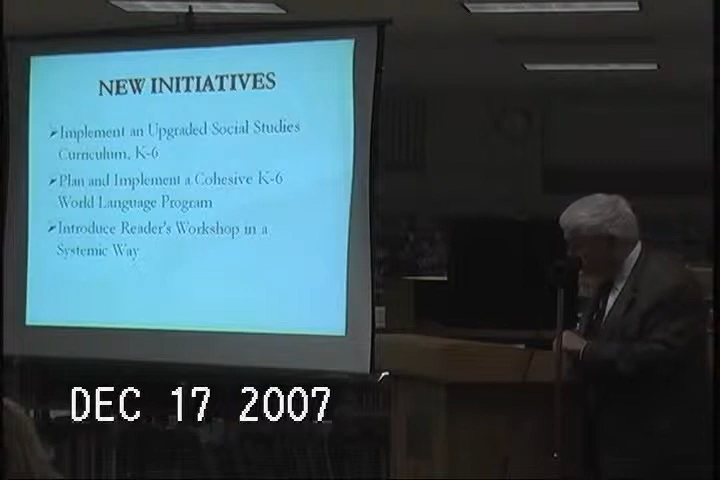 NEW INITIATIVES
➢Implement an Upgraded Social Studies
Curriculum, K-6
➢Plan and Implement a Cohesive K-6
World Language Program
➢Introduce Reader's Workshop in a
Systemic Way
DEC 17 2007